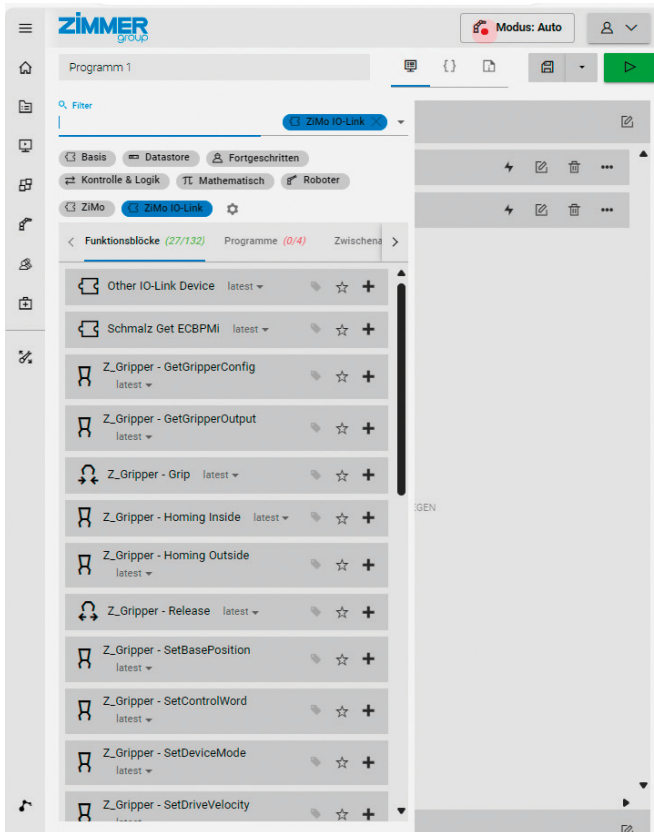 ZIMMER
group
Modus: Auto
Programm 1
{}
Filter
ZiMo IO-Link
Basis
Datastore
Fortgeschritten
Kontrolle & Logik
Mathematisch
Roboter
ZiMo
ZiMo IO-Link
Funktionsblöcke (27/132)
Programme (0/4)
Zwischena
Other IO-Link Device latest
Schmalz Get ECBPMi latest
Z_Gripper - GetGripperConfig
latest
Z_Gripper - GetGripperOutput
latest
Z_Gripper - Grip latest
Z_Gripper - Homing Inside latest
EGEN
Z_Gripper - Homing Outside
latest
Z_Gripper - Release latest
Z_Gripper - SetBasePosition
latest
Z_Gripper - SetControlWord
latest
Z_Gripper - SetDeviceMode
latest
Z_Gripper - SetDriveVelocity